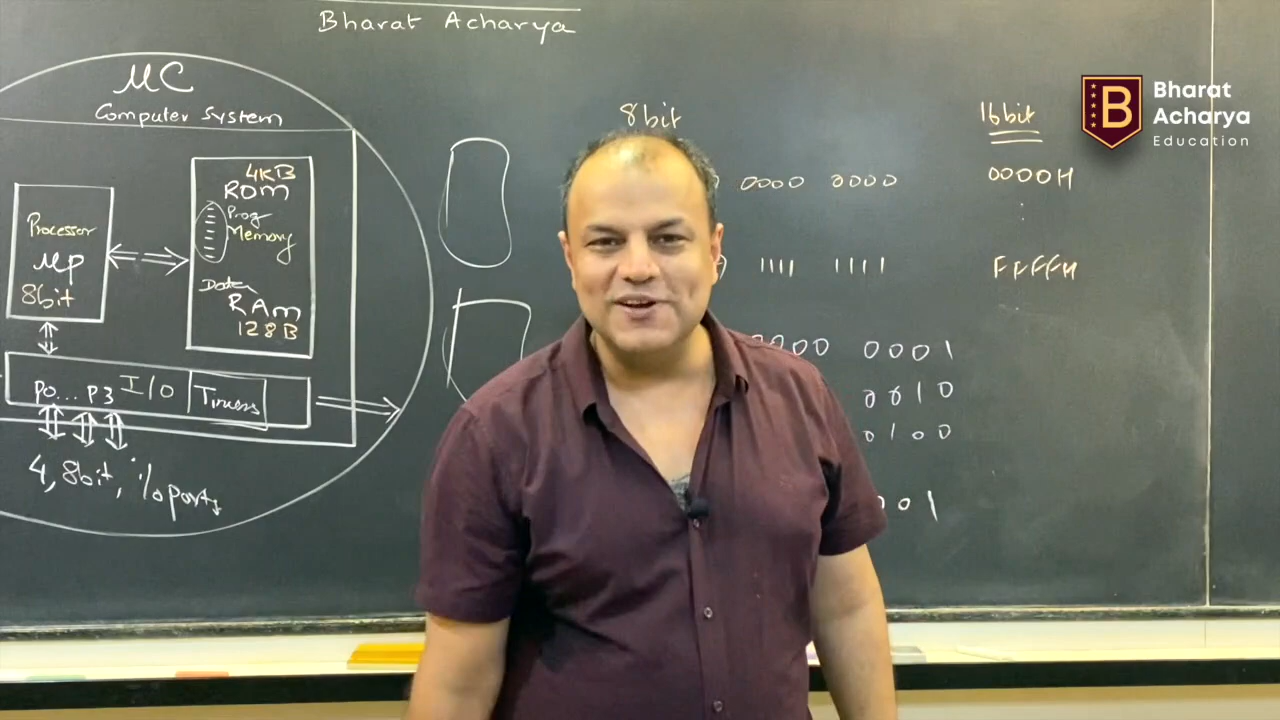 Bharat Acharya
μC
Computer System
Processor
μP
8bit
4KB
ROM
Prog
Memory
Data
RAM
128B
P0... P3 I/O
Timers
4, 8bit, I/o ports
8bit
0000 0000
1111 1111
0000 0001
0010
0100
001
16bit
0000H
:
FFFFH
B
Bharat
Acharya
Education